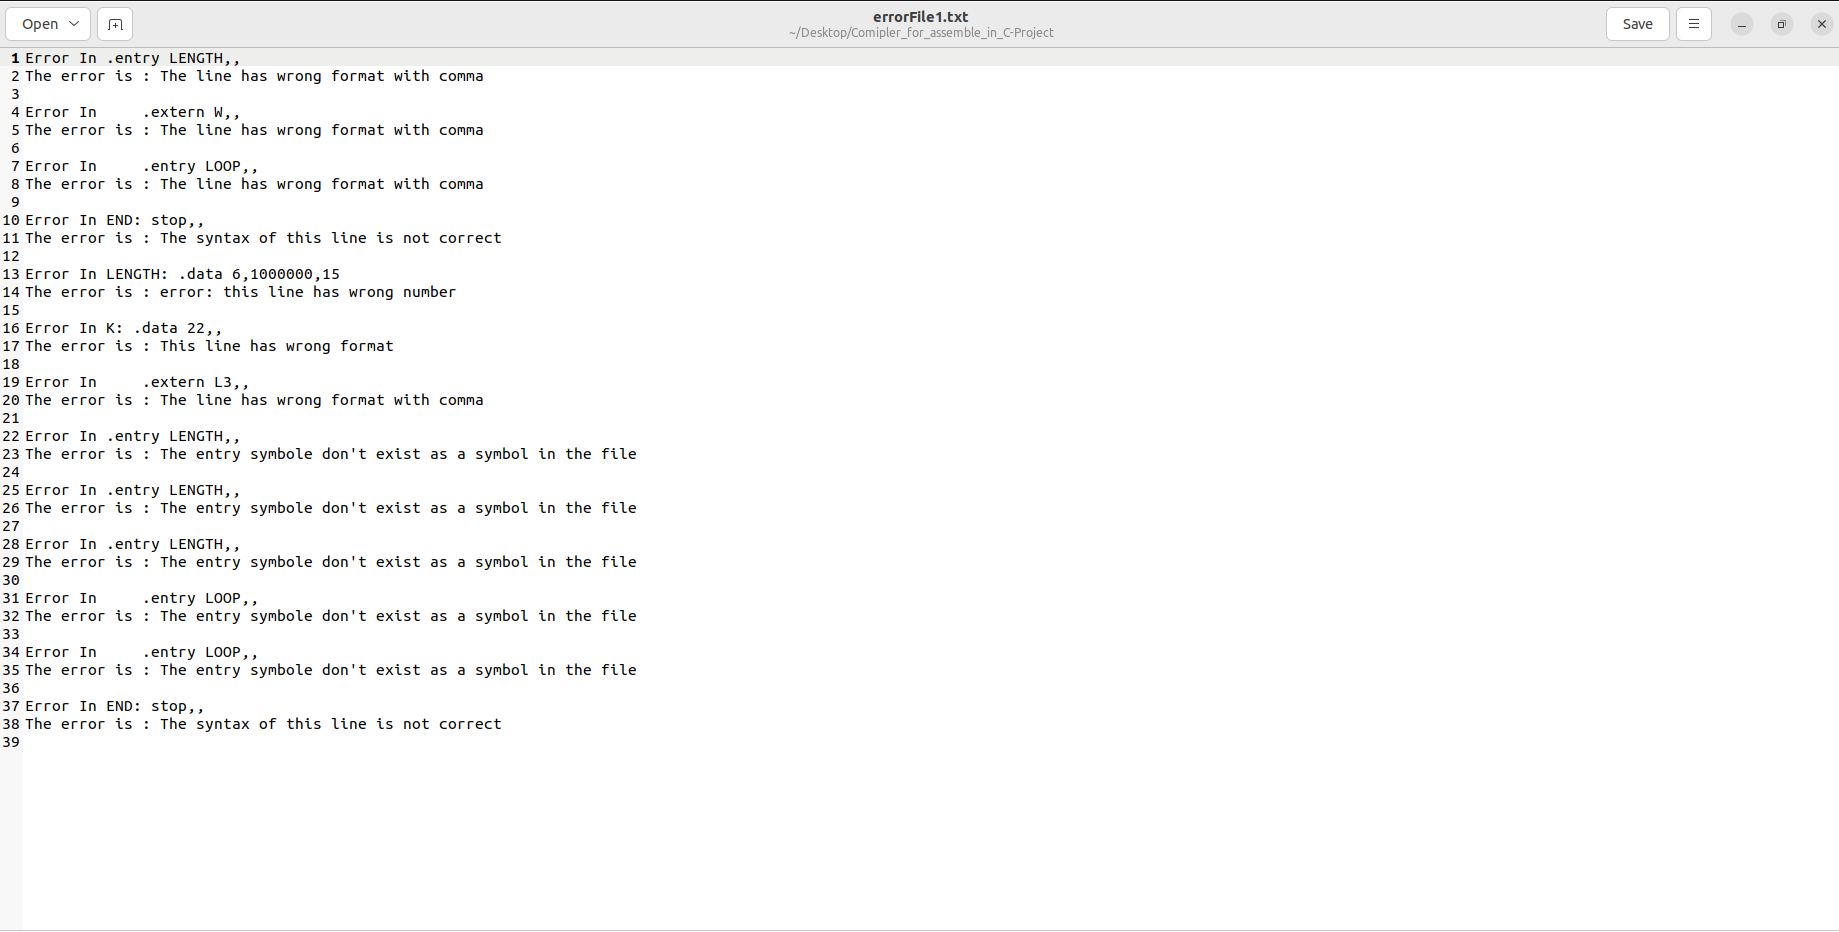 Open
errorFile1.txt
~/Desktop/Comipler_for_assemble_in_C-Project
Save
1 Error In .entry LENGTH,,
2 The error is : The line has wrong format with comma
3
4 Error In     .extern W,,
5 The error is : The line has wrong format with comma
6
7 Error In     .entry LOOP,,
8 The error is : The line has wrong format with comma
9
10 Error In END: stop,,
11 The error is : The syntax of this line is not correct
12
13 Error In LENGTH: .data 6,1000000,15
14 The error is : error: this line has wrong number
15
16 Error In K: .data 22,,
17 The error is : This line has wrong format
18
19 Error In     .extern L3,,
20 The error is : The line has wrong format with comma
21
22 Error In .entry LENGTH,,
23 The error is : The entry symbole don't exist as a symbol in the file
24
25 Error In .entry LENGTH,,
26 The error is : The entry symbole don't exist as a symbol in the file
27
28 Error In .entry LENGTH,,
29 The error is : The entry symbole don't exist as a symbol in the file
30
31 Error In     .entry LOOP,,
32 The error is : The entry symbole don't exist as a symbol in the file
33
34 Error In     .entry LOOP,,
35 The error is : The entry symbole don't exist as a symbol in the file
36
37 Error In END: stop,,
38 The error is : The syntax of this line is not correct
39